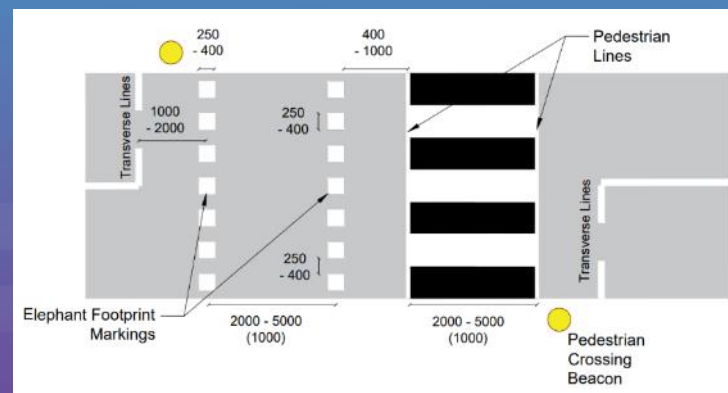 250
- 400
400
- 1000
Pedestrian
Lines
Transverse Lines
1000
- 2000
250
- 400
Transverse Lines
250
- 400
Elephant Footprint
Markings
2000 - 5000
(1000)
2000 - 5000
(1000)
Pedestrian
Crossing
Beacon